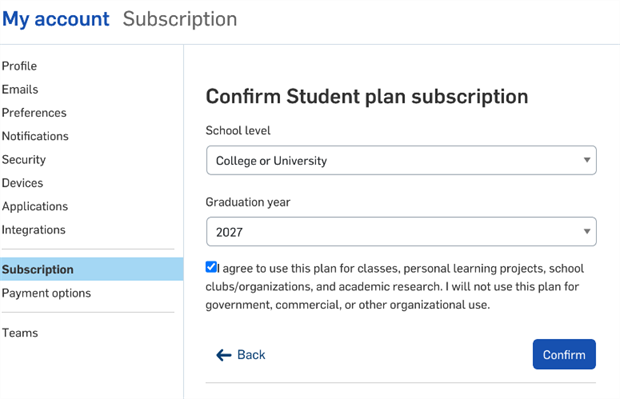 My account Subscription
Profile
Emails
Preferences
Notifications
Security
Devices
Applications
Integrations
Subscription
Payment options
Teams
Confirm Student plan subscription
School level
College or University
Graduation year
2027
I agree to use this plan for classes, personal learning projects, school
clubs/organizations, and academic research. I will not use this plan for
government, commercial, or other organizational use.
Back
Confirm